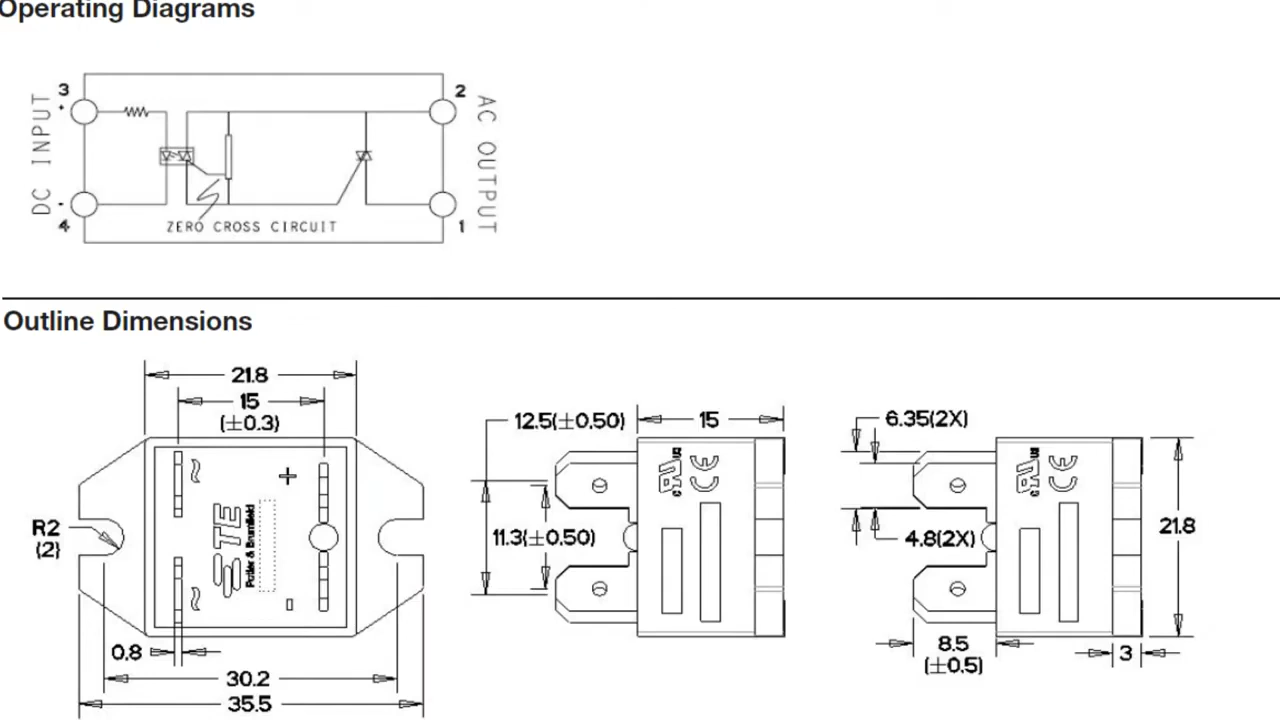 Operating Diagrams
3
2
+
DC INPUT
AC OUTPUT
-
4
1
ZERO CROSS CIRCUIT
Outline Dimensions
21.8
15
(±0.3)
+
TE
Potter & Brumfield
R2
(2)
0.8
30.2
35.5
12.5(±0.50)
15
11.3(±0.50)
CE
6.35(2X)
CE
21.8
4.8(2X)
8.5
(±0.5)
3